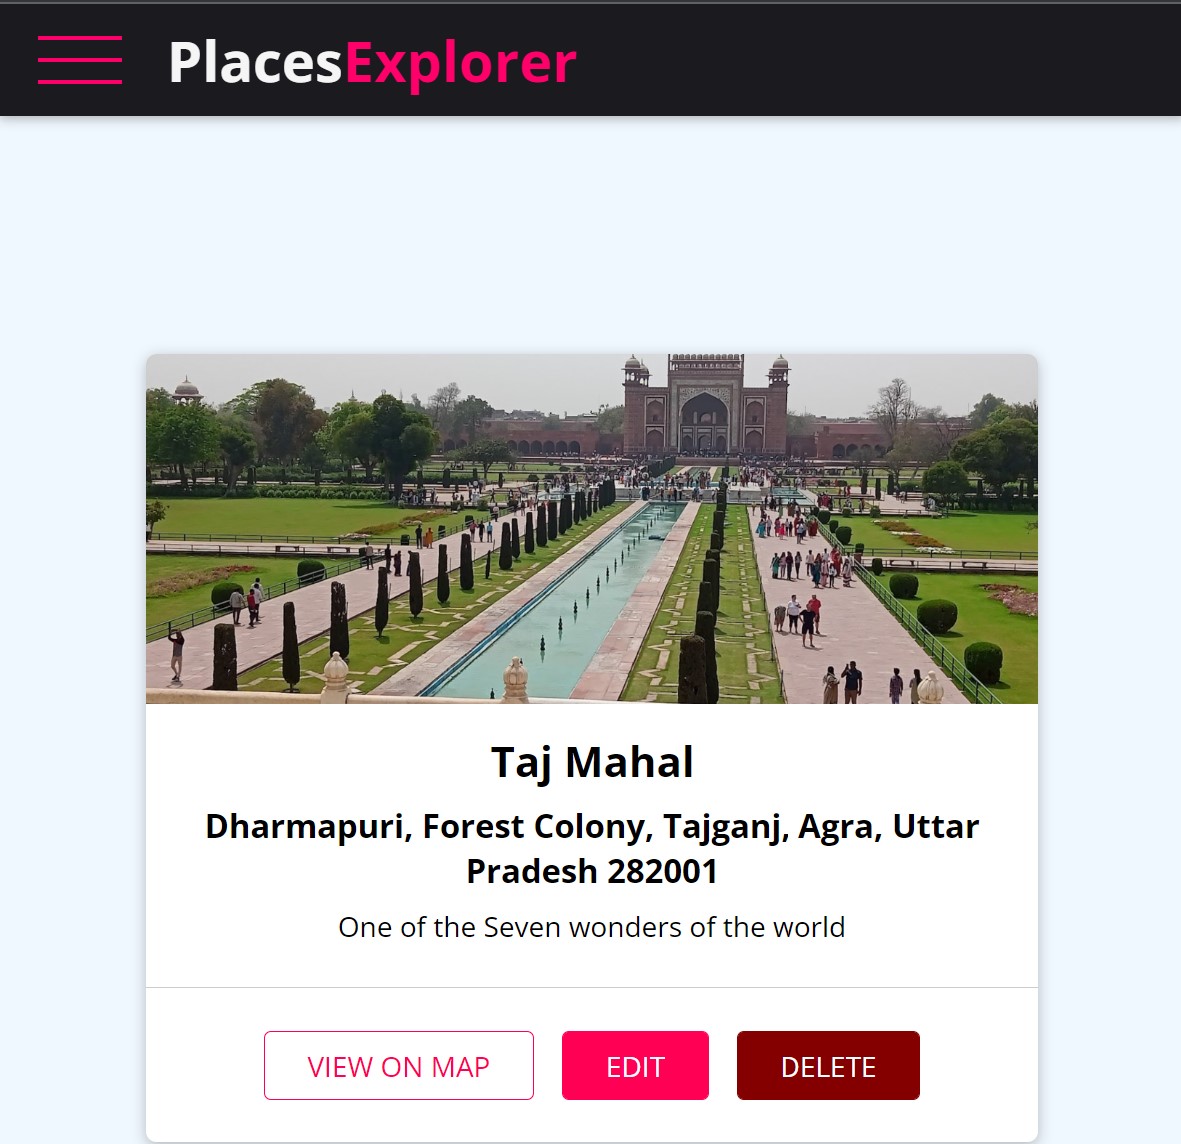 PlacesExplorer
Taj Mahal
Dharmapuri, Forest Colony, Tajganj, Agra, Uttar
Pradesh 282001
One of the Seven wonders of the world
VIEW ON MAP EDIT DELETE